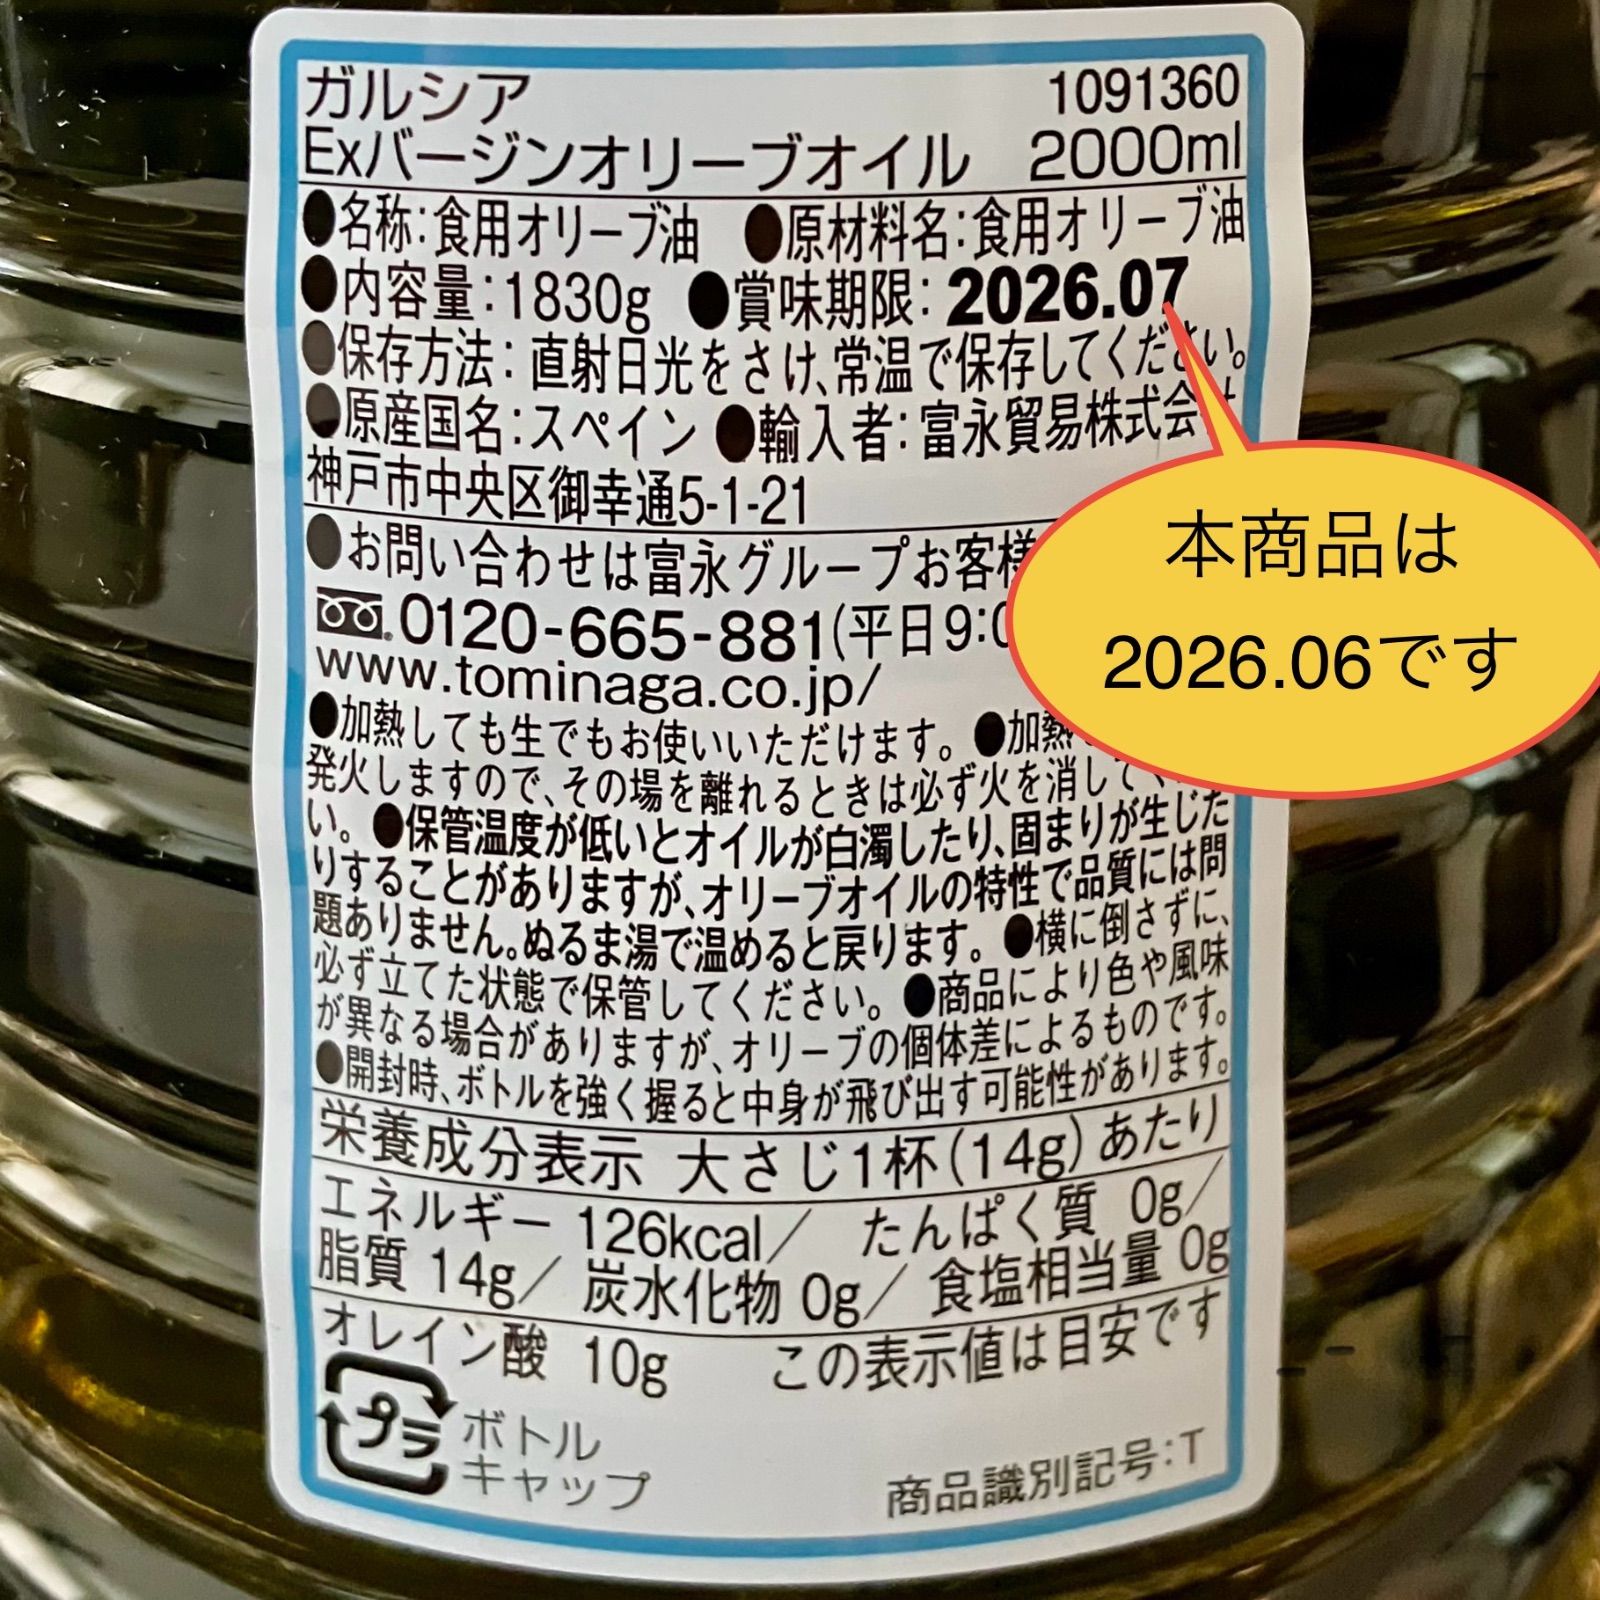 ガルシア 1091360
Exバージンオリーブオイル 2000ml
●名称:食用オリーブ油 ●原材料名:食用オリーブ油
●内容量:1830g ●賞味期限:2026.07
●保存方法:直射日光をさけ、常温で保存してください。
●原産国名:スペイン ●輸入者:富永貿易株式会社
神戸市中央区御幸通5-1-21
●お問い合わせは富永グループお客様
0120-665-881(平日9:0
www.tominaga.co.jp/
●加熱しても生でもお使いいただけます。●加熱
発火しますので、その場を離れるときは必ず火を消してく
い。●保管温度が低いとオイルが白濁したり、固まりが生じた
りすることがありますが、オリーブオイルの特性で品質には問
題ありません。ぬるま湯で温めると戻ります。●横に倒さずに、
必ず立てた状態で保管してください。●商品により色や風味
が異なる場合がありますが、オリーブの個体差によるものです。
●開封時、ボトルを強く握ると中身が飛び出す可能性があります。
栄養成分表示 大さじ1杯(14g)あたり
エネルギー 126kcal/ たんぱく質 0g/
脂質 14g/ 炭水化物 0g/ 食塩相当量 0g
オレイン酸 10g この表示値は目安です
プラ ボトル
キャップ
商品識別記号:T
本商品は
2026.06です